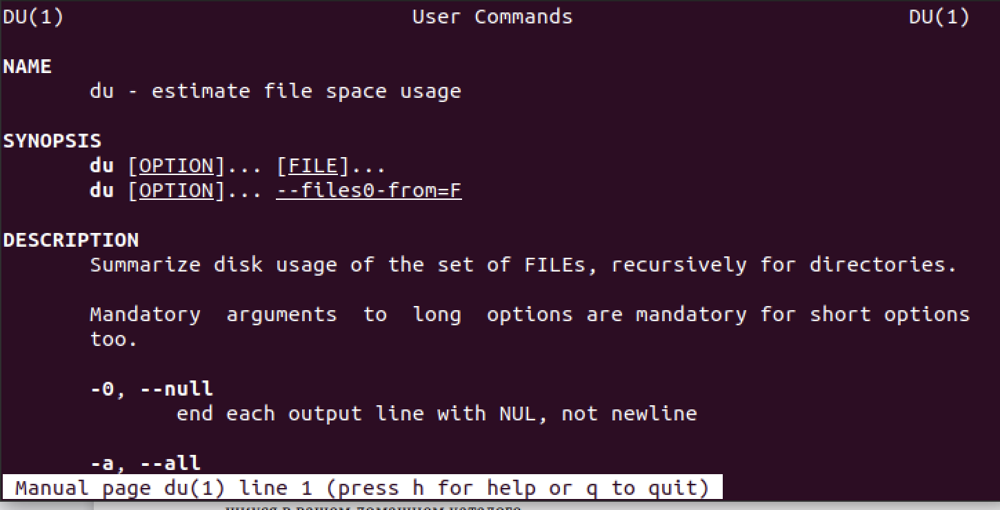 DU(1) User Commands DU(1)
NAME
du - estimate file space usage
SYNOPSIS
du [OPTION]... [FILE]...
du [OPTION]... --files0-from=F
DESCRIPTION
Summarize disk usage of the set of FILEs, recursively for directories.
Mandatory arguments to long options are mandatory for short options
too.
-0, --null
end each output line with NUL, not newline
-a, --all
Manual page du(1) line 1 (press h for help or q to quit)